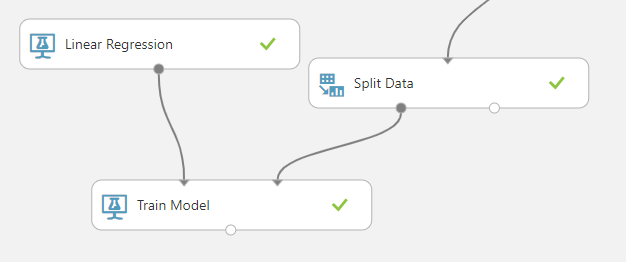 Linear Regression
Split Data
Train Model